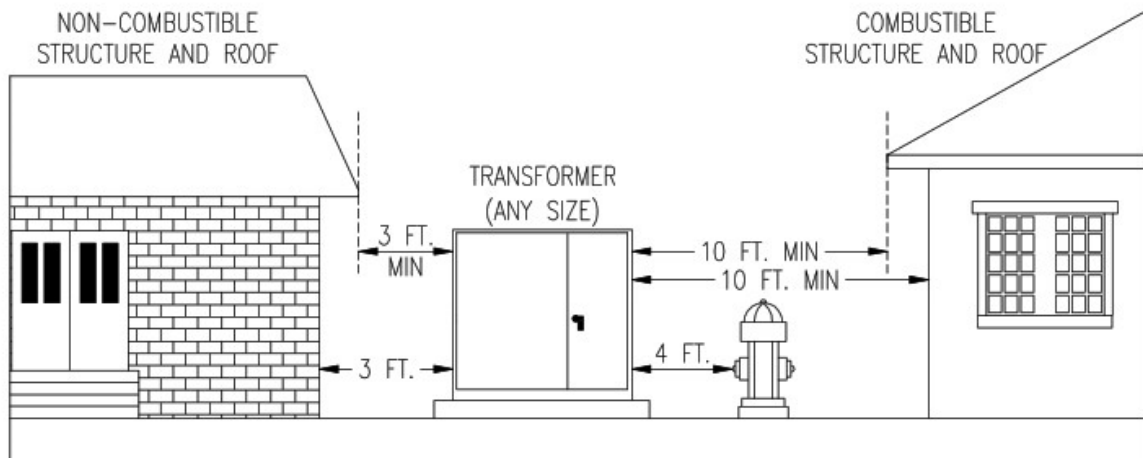 NON-COMBUSTIBLE
STRUCTURE AND ROOF
COMBUSTIBLE
STRUCTURE AND ROOF
TRANSFORMER
(ANY SIZE)
3 FT.
MIN
10 FT. MIN
10 FT. MIN
3 FT.
4 FT.